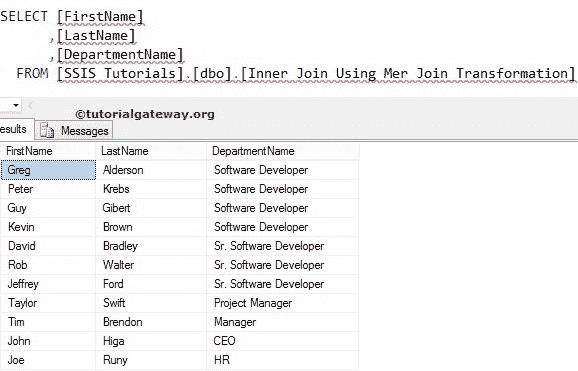 SELECT [FirstName]
,[LastName]
,[DepartmentName]
FROM [SSIS Tutorials].[dbo].[Inner Join Using Mer Join Transformation]
©tutorialgateway.org
esults Messages
FirstName LastName DepartmentName
Greg Alderson Software Developer
Peter Krebs Software Developer
Guy Gibert Software Developer
Kevin Brown Software Developer
David Bradley Sr. Software Developer
Rob Walter Sr. Software Developer
Jeffrey Ford Sr. Software Developer
Taylor Swift Project Manager
Tim Brendon Manager
John Higa CEO
Joe Runy HR